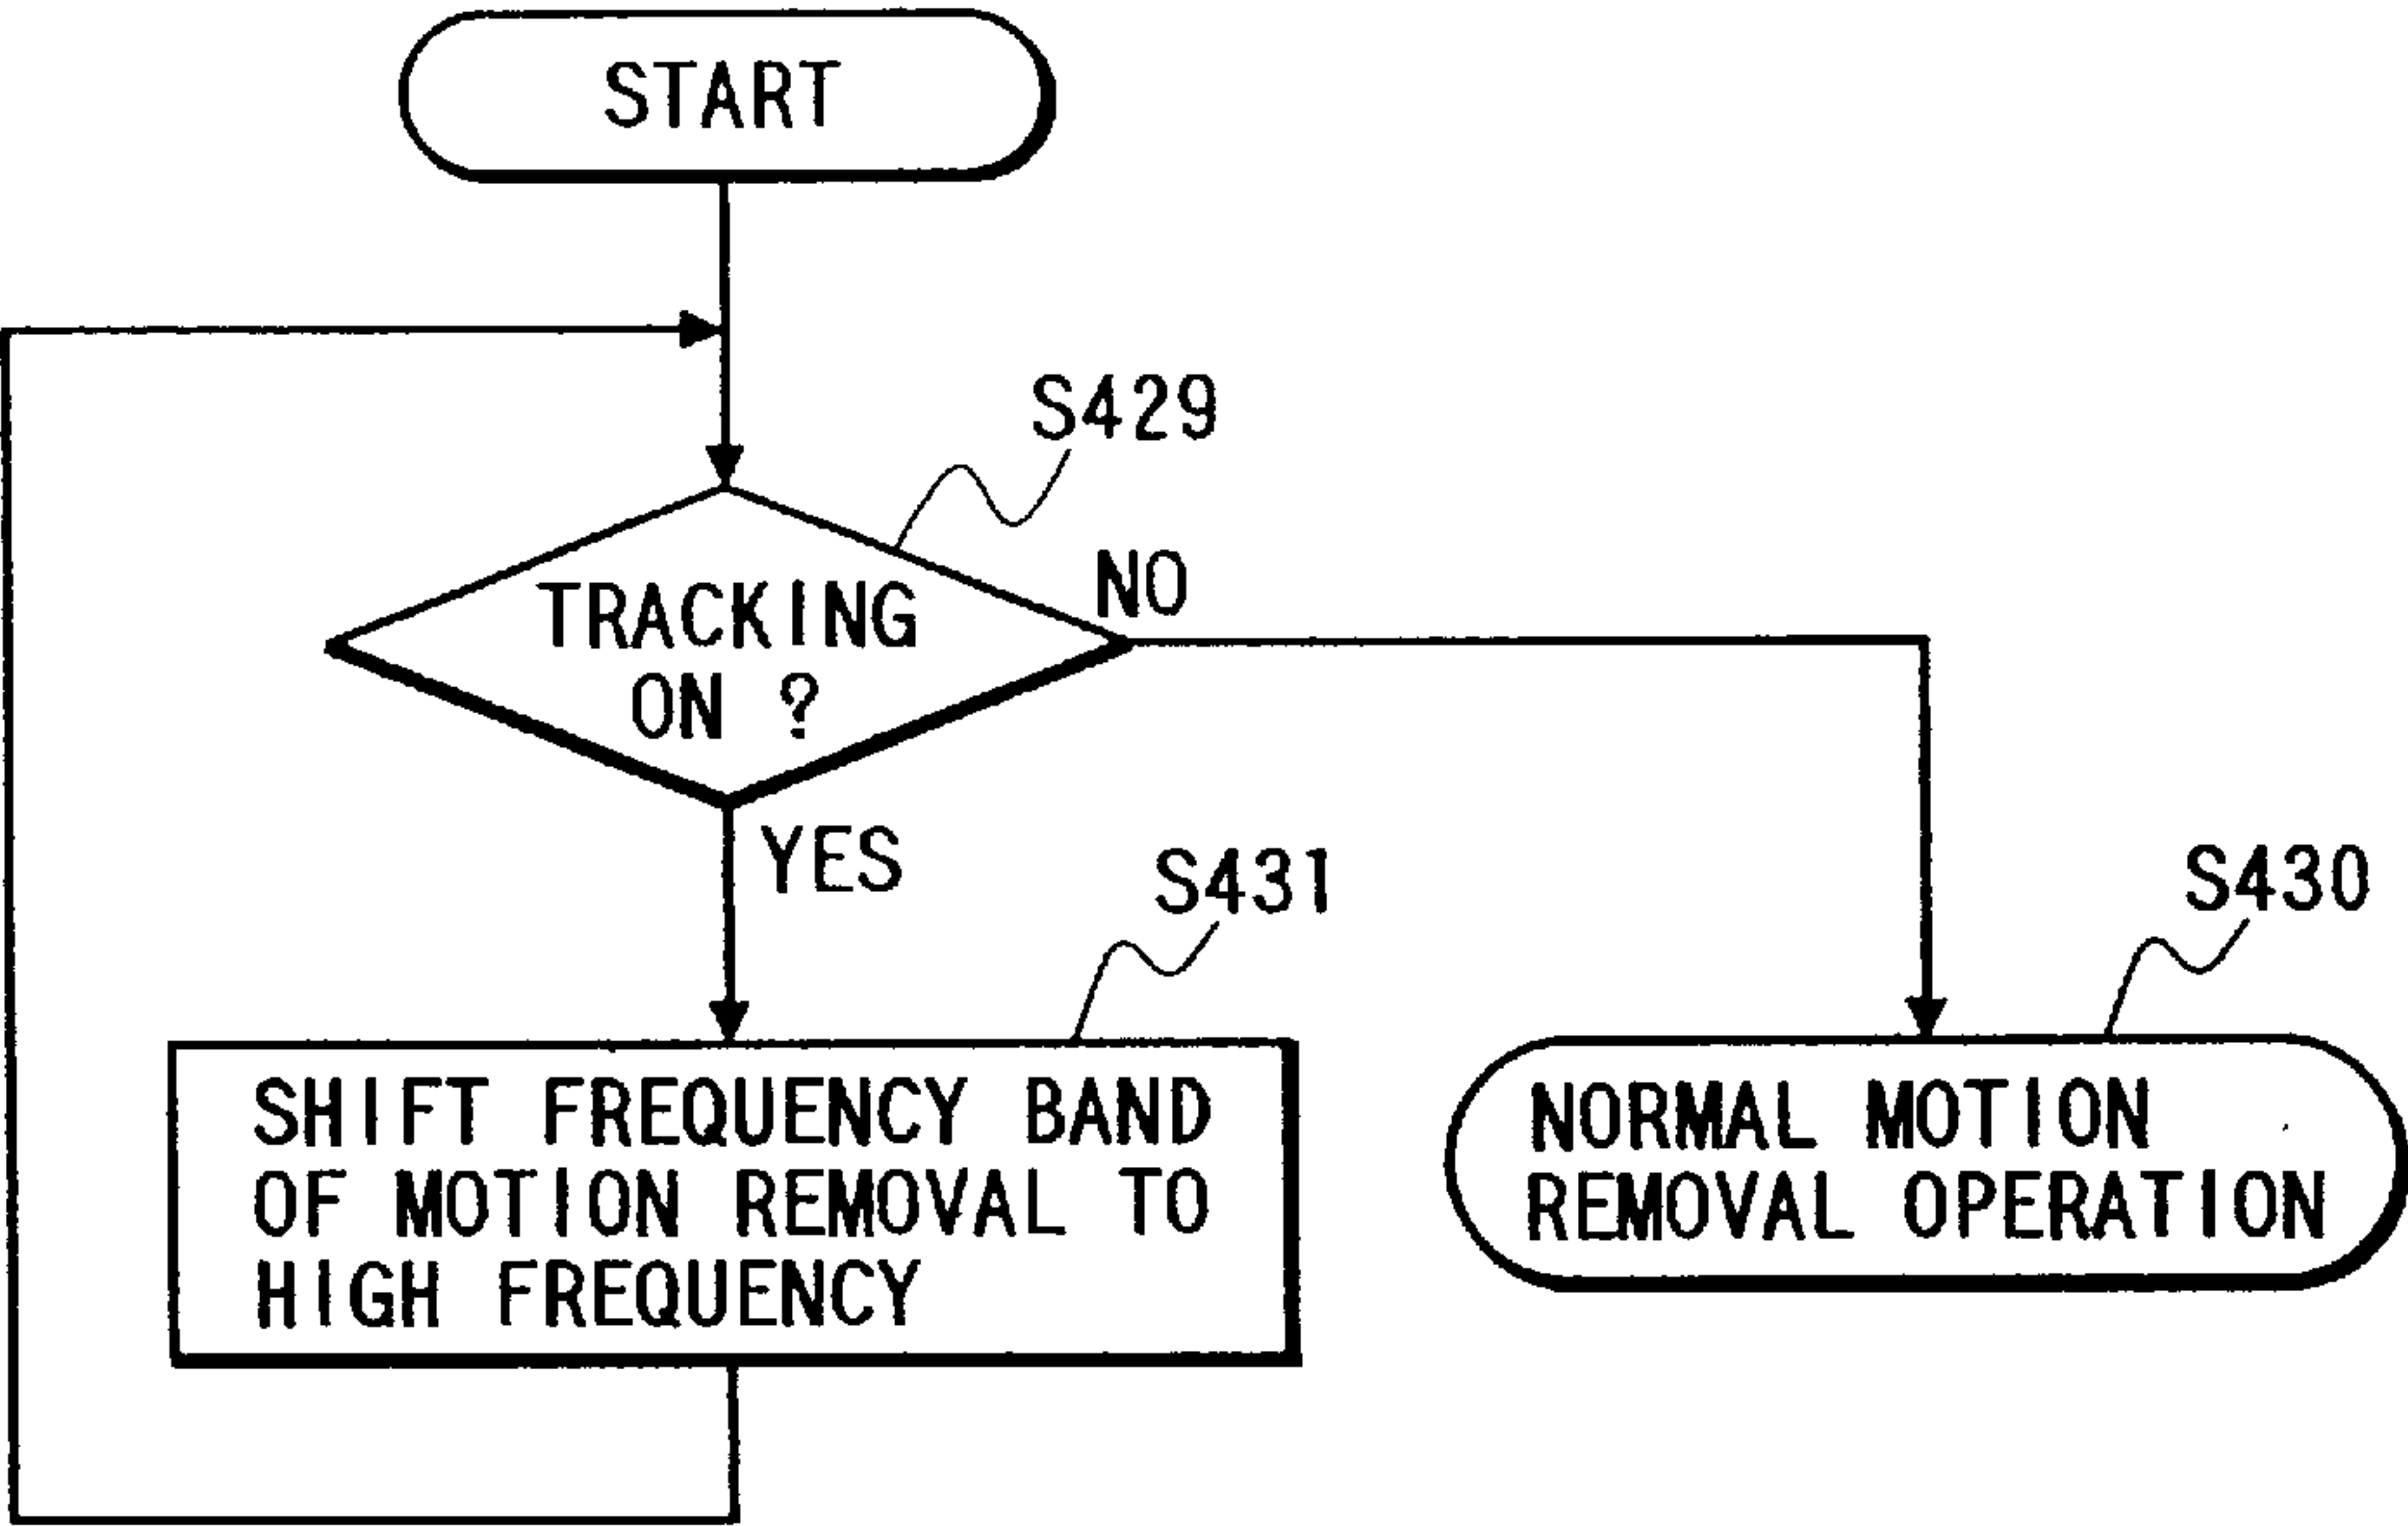 START
S429
NO
TRACKING
ON ?
YES
S431
S430
SHIFT FREQUENCY BAND
OF MOTION REMOVAL TO
HIGH FREQUENCY
NORMAL MOTION
REMOVAL OPERATION